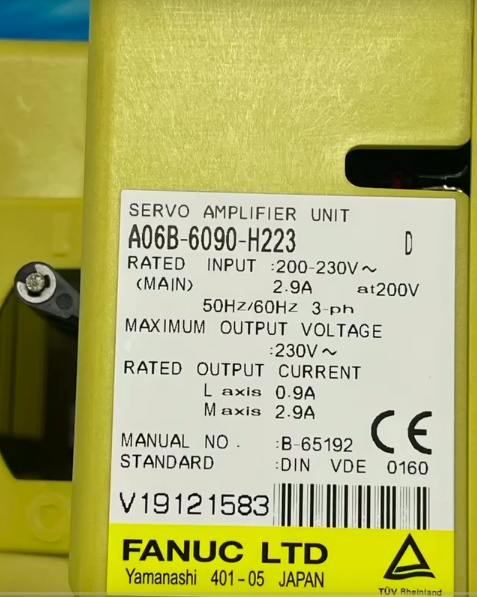 SERVO AMPLIFIER UNIT
A06B-6090-H223 D
RATED INPUT :200-230V~
(MAIN) 2.9A at200V
50Hz/60Hz 3-ph
MAXIMUM OUTPUT VOLTAGE
:230V~
RATED OUTPUT CURRENT
L axis 0.9A
M axis 2.9A
MANUAL NO. :B-65192
STANDARD :DIN VDE 0160
CE
V19121583
FANUC LTD
Yamanashi 401-05 JAPAN
TÜV Rheinland